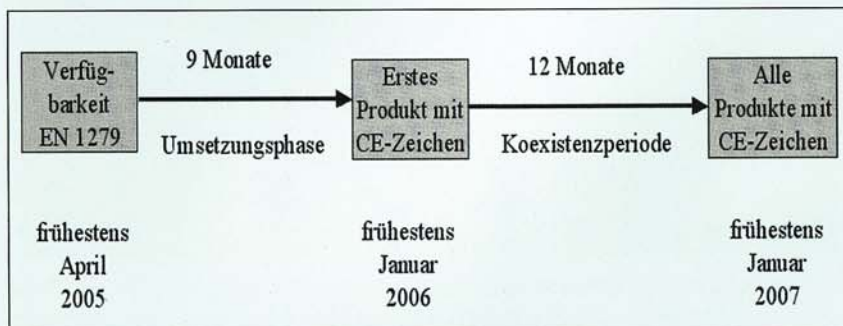 Verfüg-
barkeit
EN 1279
9 Monate
Umsetzungsphase
Erstes
Produkt mit
CE-Zeichen
12 Monate
Koexistenzperiode
Alle
Produkte mit
CE-Zeichen
frühestens
April
2005
frühestens
Januar
2006
frühestens
Januar
2007